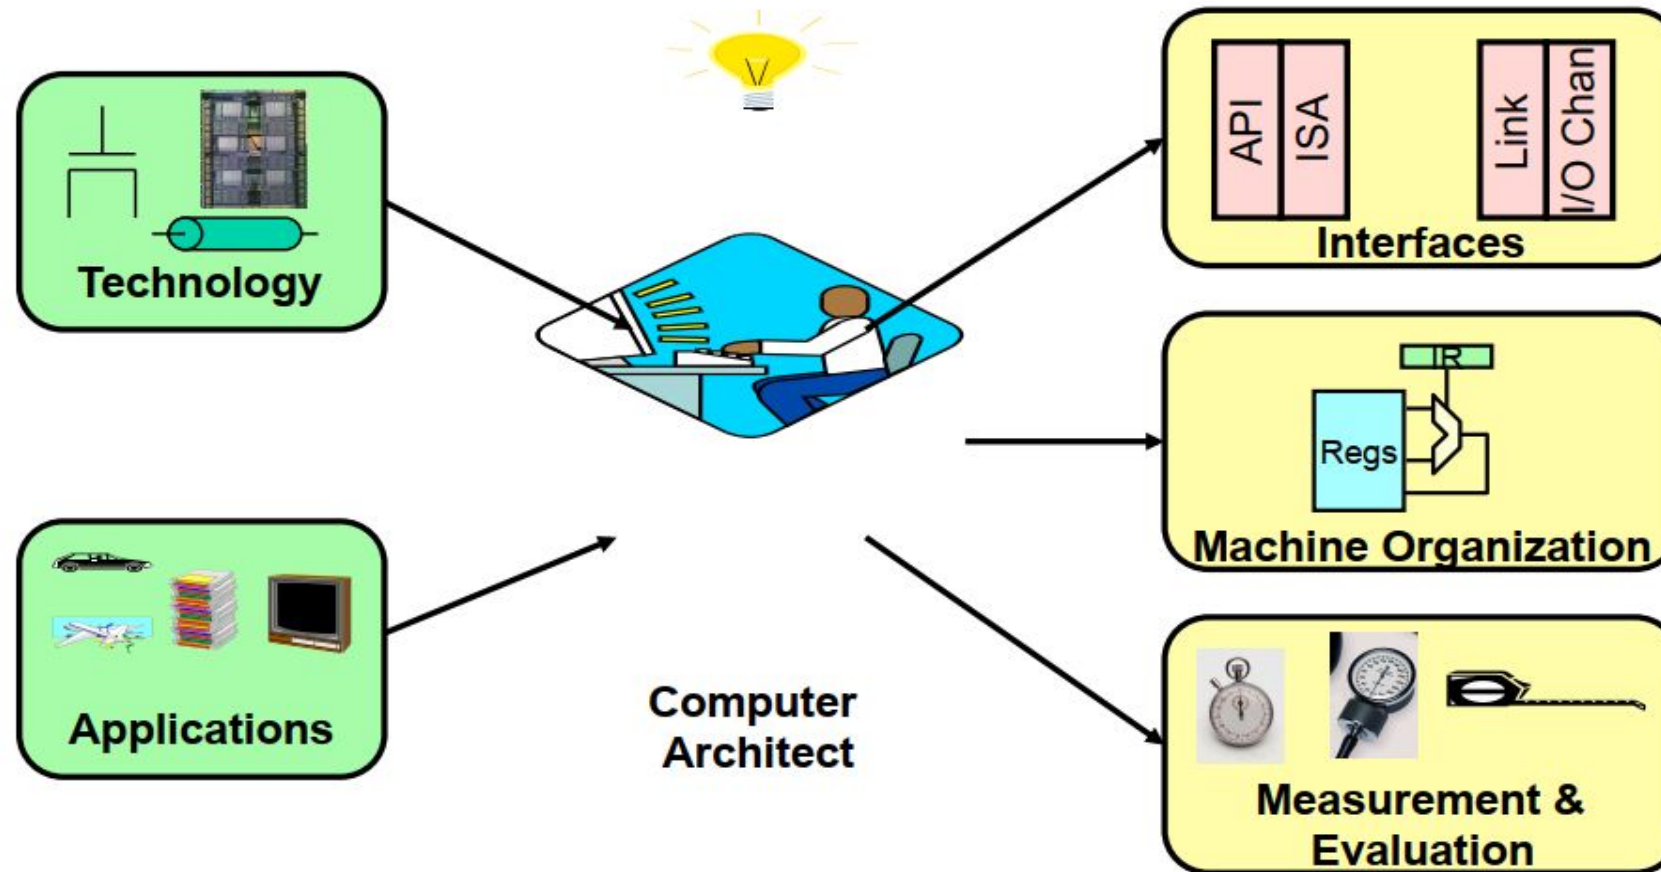 Technology
Applications
Computer
Architect
API
ISA
Link
I/O Chan
Interfaces
IR
Regs
Machine Organization
Measurement &
Evaluation